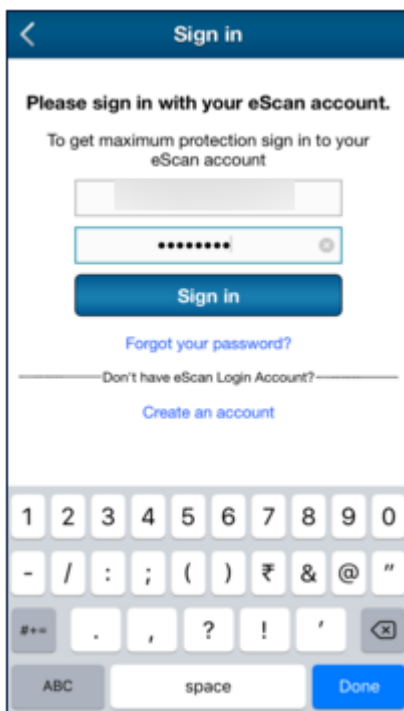 Sign in
Please sign in with your eScan account.
To get maximum protection sign in to your
eScan account
••••••••
Sign in
Forgot your password?
Don't have eScan Login Account?
Create an account
1 2 3 4 5 6 7 8 9 0
- / : ; ( ) ₹ & @ "
#+= . , ? ! '
ABC space Done